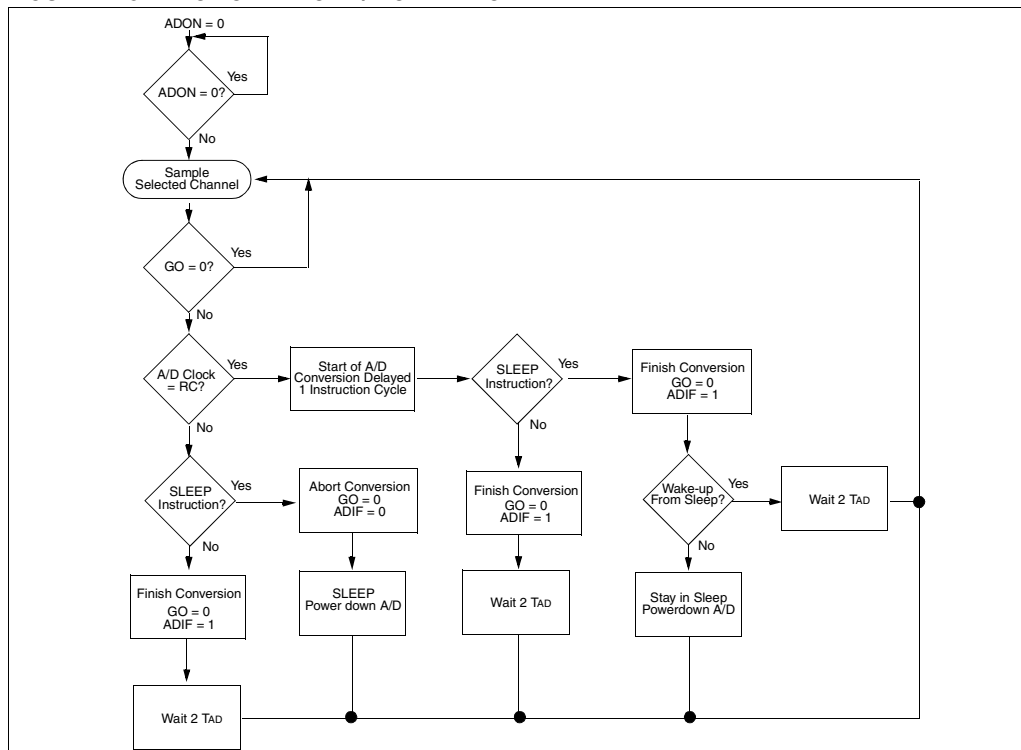 ADON = 0
Yes
ADON = 0?
No
Sample
Selected Channel
Yes
GO = 0?
No
A/D Clock
= RC?
Yes
No
Start of A/D
Conversion Delayed
1 Instruction Cycle
SLEEP
Instruction?
Yes
No
Finish Conversion
GO = 0
ADIF = 1
SLEEP
Instruction?
Yes
No
Abort Conversion
GO = 0
ADIF = 0
Finish Conversion
GO = 0
ADIF = 1
Wake-up
From Sleep?
Yes
No
Wait 2 TAD
Finish Conversion
GO = 0
ADIF = 1
SLEEP
Power down A/D
Wait 2 TAD
Stay in Sleep
Powerdown A/D
Wait 2 TAD